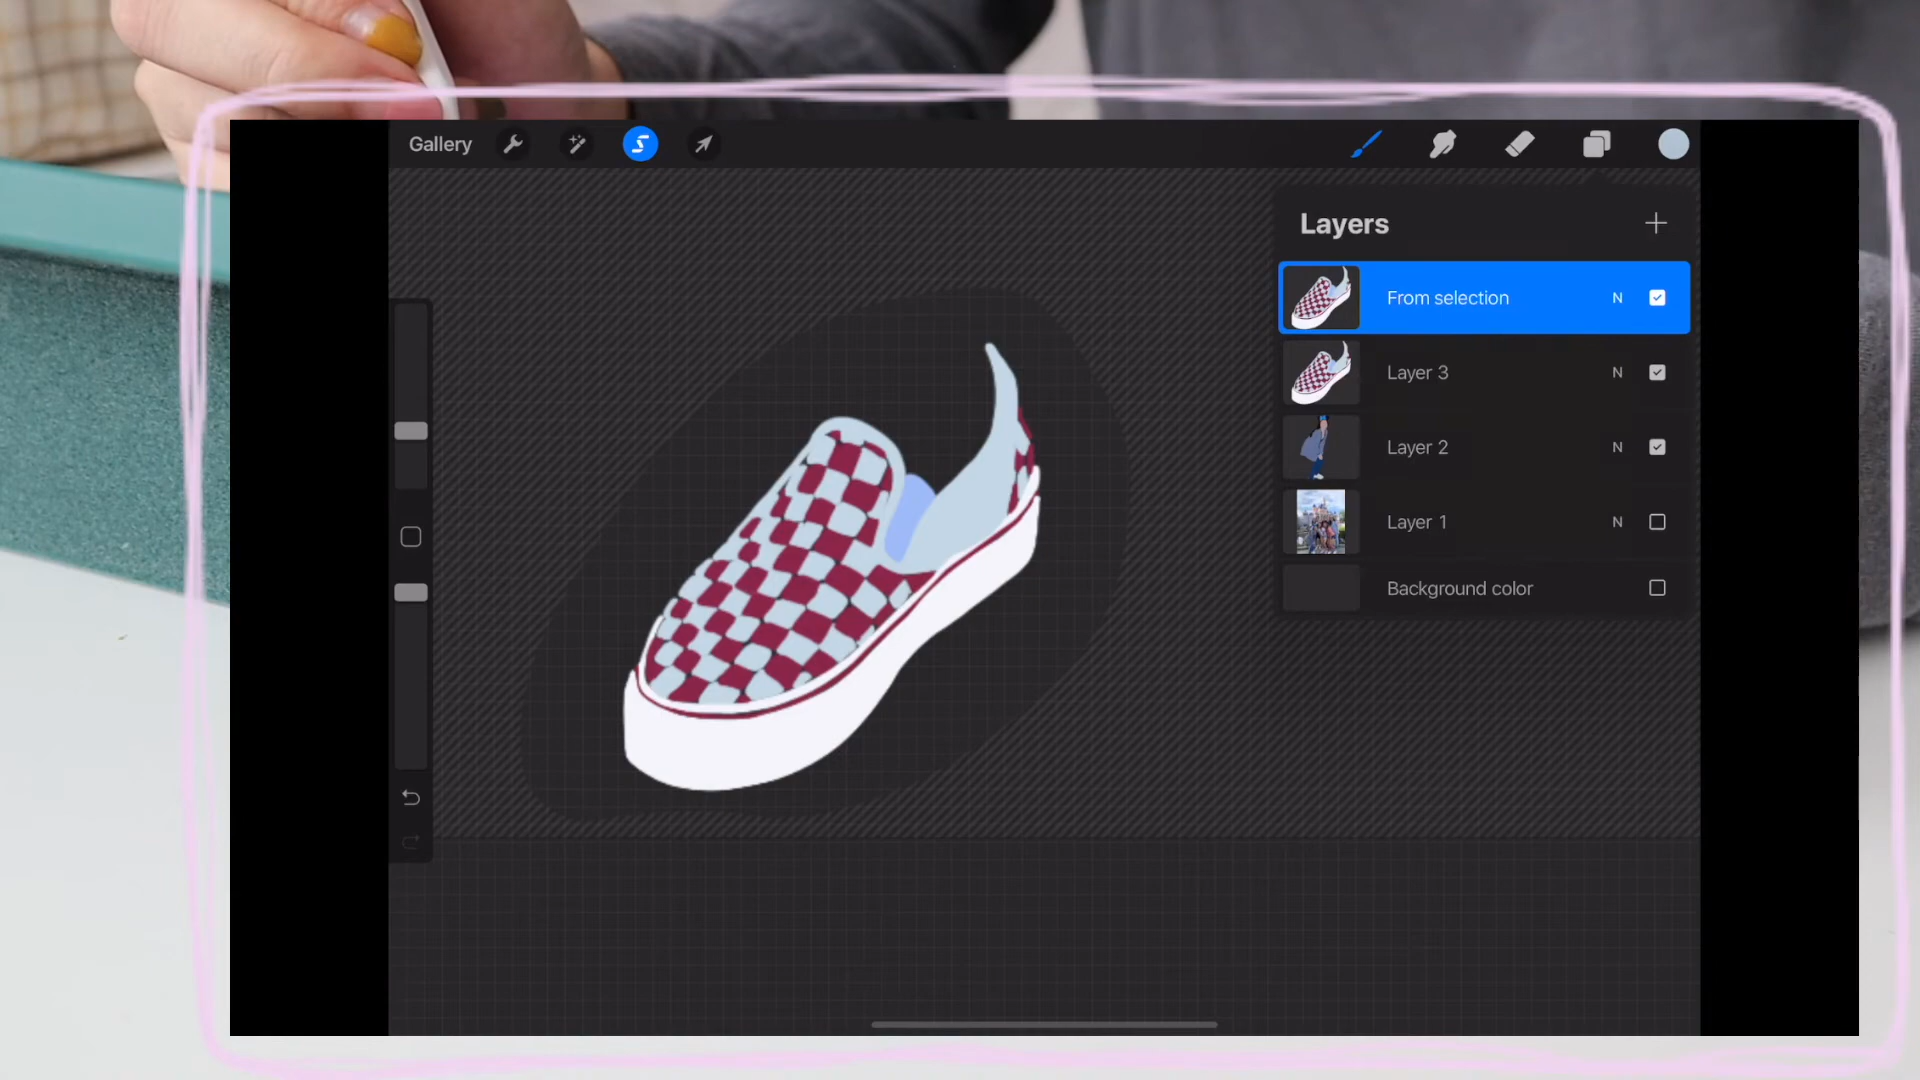 Gallery
Layers
From selection N
Layer 3 N
Layer 2 N
Layer 1 N
Background color